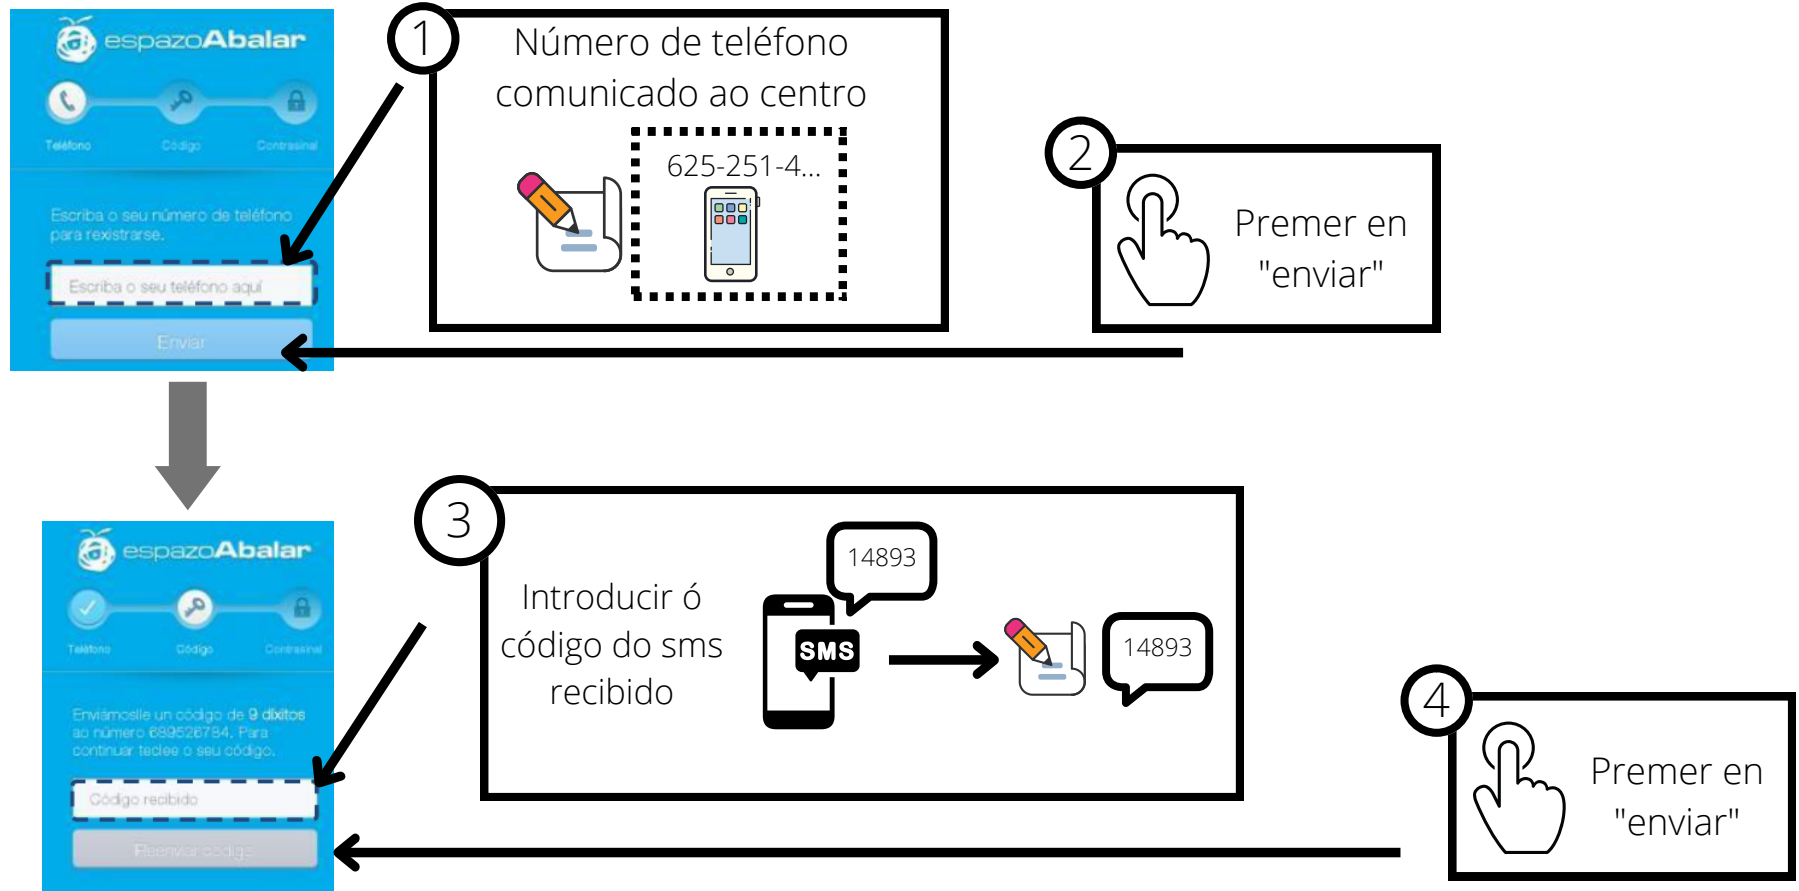 espazoAbalar
Teléfono
Código
Contrasinal
Escriba o seu número de teléfono
para rexistrarse.
Escriba o seu teléfono aquí
Enviar
1
Número de teléfono
comunicado ao centro
625-251-4...
2
Premer en
"enviar"
espazoAbalar
Teléfono
Código
Contrasinal
Enviámoslle un código de 9 díxitos
ao número 689526784. Para
continuar teclee o seu código.
Código recibido
Reenviar código
3
Introducir ó
código do sms
recibido
14893
SMS
14893
4
Premer en
"enviar"